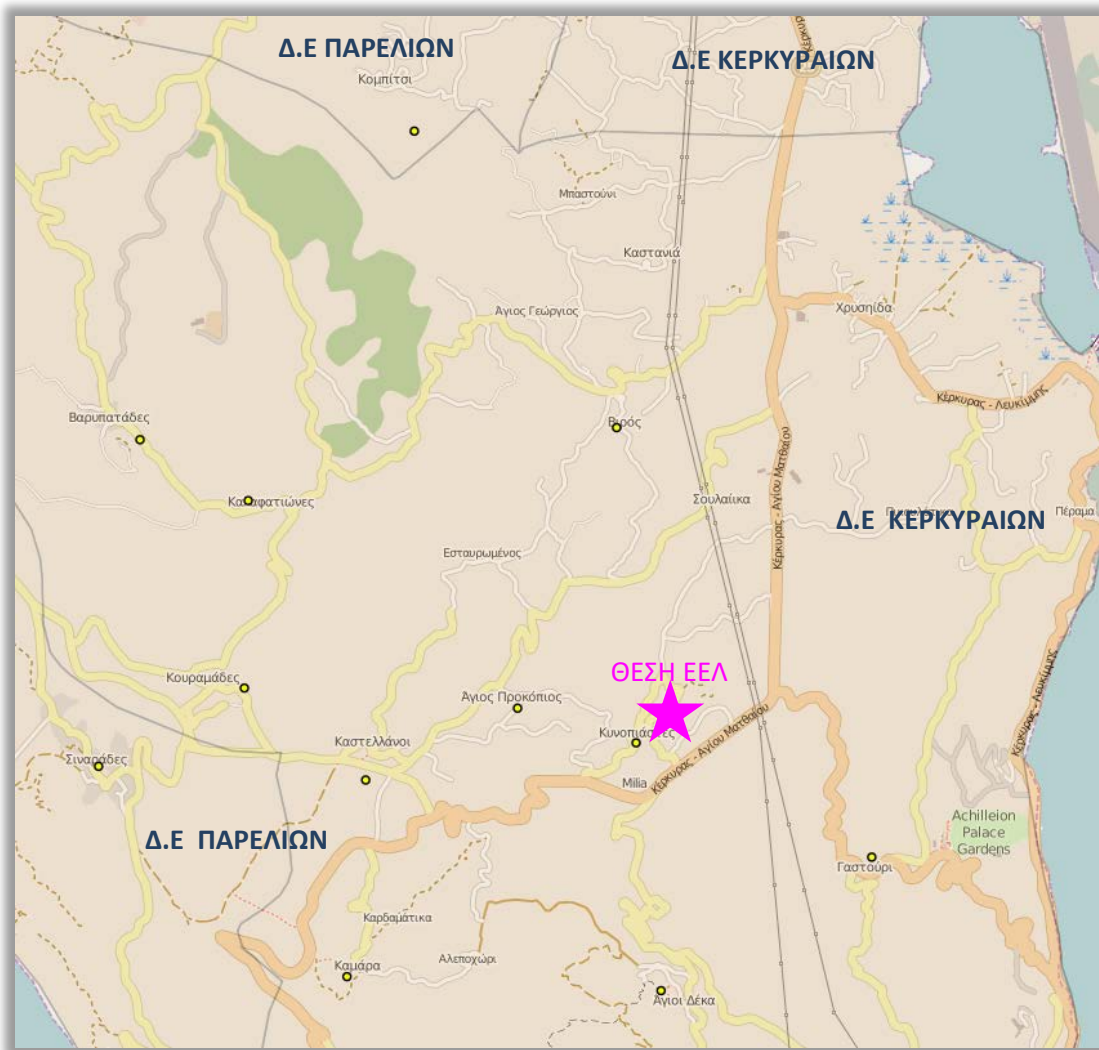 Δ.Ε ΠΑΡΕΛΙΩΝ
Δ.Ε ΚΕΡΚΥΡΑΙΩΝ
Κομπίτσι
Μπαστούνι
Καστανιά
Άγιος Γεώργιος
Χρυσηίδα
Κέρκυρας - Λευκίμμης
Βαρυπατάδες
Βιρός
Κέρκυρας - Αγίου Ματθαίου
Καλαφατιώνες
Σουλαίικα
Δ.Ε ΚΕΡΚΥΡΑΙΩΝ
Πέραμα
Εσταυρωμένος
ΘΕΣΗ ΕΕΛ
Κουραμάδες
Άγιος Προκόπιος
Κέρκυρας - Λευκίμμης
Καστελλάνοι
Κυνοπιάστες
Κέρκυρας - Αγίου Ματθαίου
Σιναράδες
Milia
Δ.Ε ΠΑΡΕΛΙΩΝ
Achilleion
Palace
Gardens
Γαστούρι
Καρδαμάτικα
Αλεποχώρι
Καμάρα
Άγιοι Δέκα